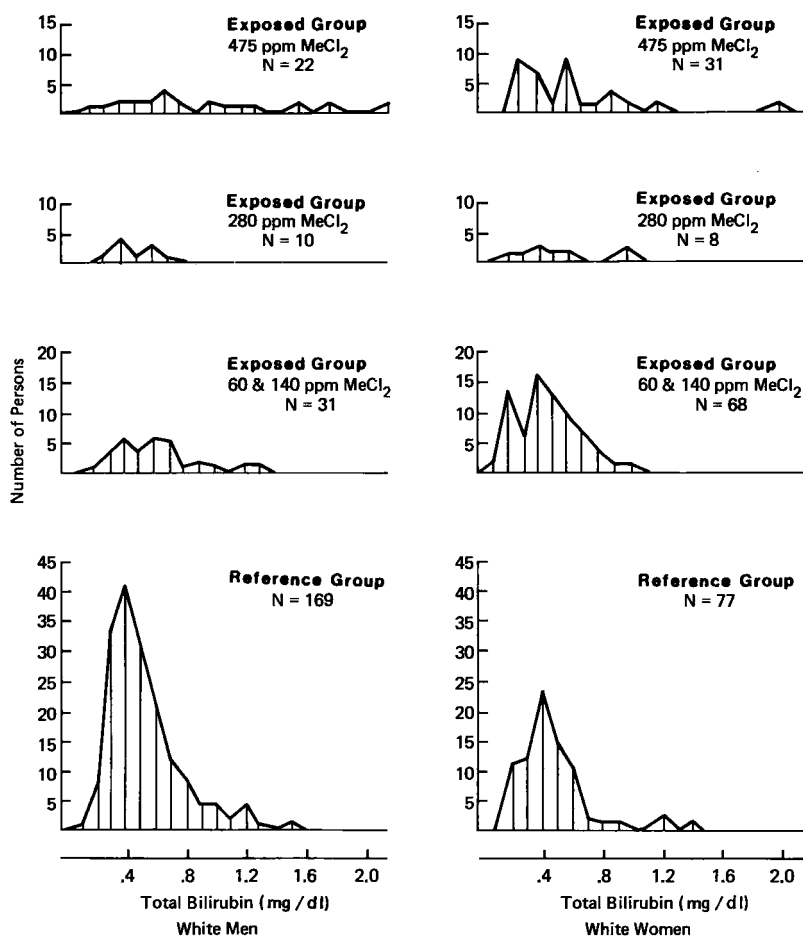 15
10
5
Exposed Group
475 ppm MeCl2
N = 22
15
10
5
Exposed Group
475 ppm MeCl2
N = 31
10
5
Exposed Group
280 ppm MeCl2
N = 10
10
5
Exposed Group
280 ppm MeCl2
N = 8
Number of Persons
20
15
10
5
Exposed Group
60 & 140 ppm MeCl2
N = 31
20
15
10
5
Exposed Group
60 & 140 ppm MeCl2
N = 68
45
40
35
30
25
20
15
10
5
Reference Group
N = 169
45
40
35
30
25
20
15
10
5
Reference Group
N = 77
.4 .8 1.2 1.6 2.0
Total Bilirubin (mg/dl)
White Men
.4 .8 1.2 1.6 2.0
Total Bilirubin (mg/dl)
White Women